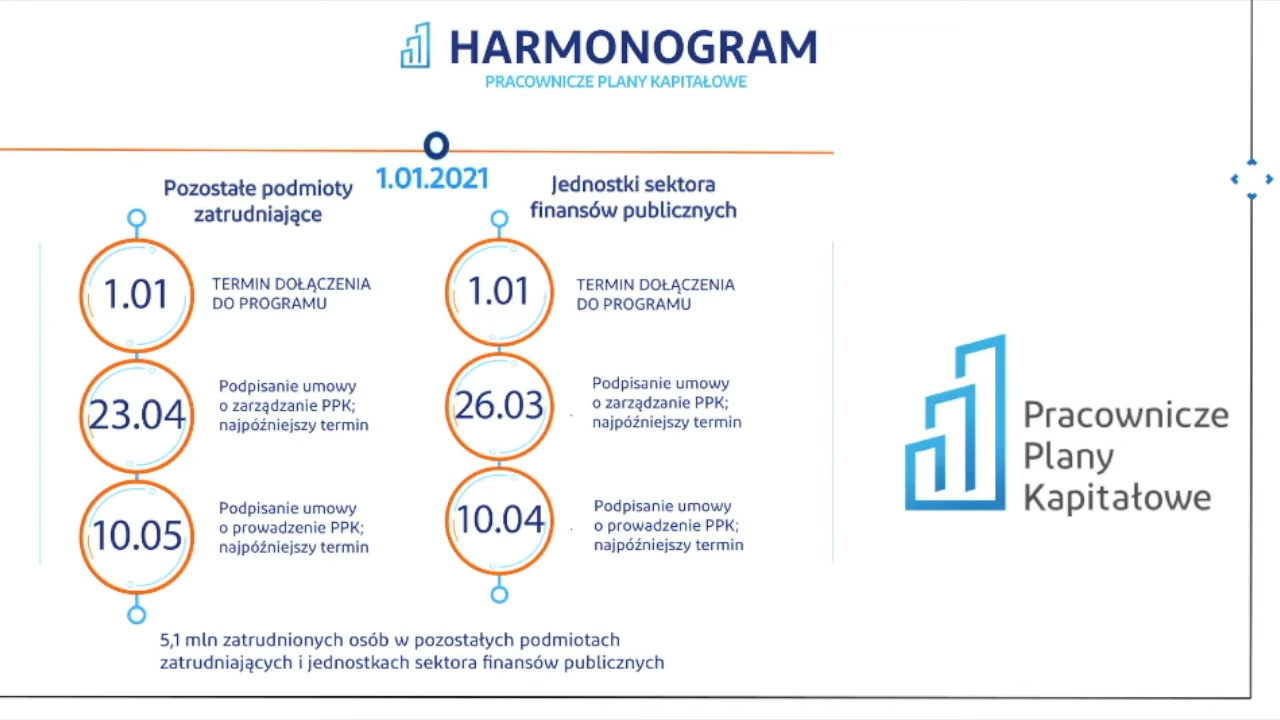 HARMONOGRAM
PRACOWNICZE PLANY KAPITAŁOWE
1.01.2021
Pozostałe podmioty
zatrudniające
1.01
TERMIN DOŁĄCZENIA
DO PROGRAMU
23.04
Podpisanie umowy
o zarządzanie PPK;
najpóźniejszy termin
10.05
Podpisanie umowy
o prowadzenie PPK;
najpóźniejszy termin
Jednostki sektora
finansów publicznych
1.01
TERMIN DOŁĄCZENIA
DO PROGRAMU
26.03
Podpisanie umowy
o zarządzanie PPK;
najpóźniejszy termin
10.04
Podpisanie umowy
o prowadzenie PPK;
najpóźniejszy termin
5,1 mln zatrudnionych osób w pozostałych podmiotach
zatrudniających i jednostkach sektora finansów publicznych
Pracownicze
Plany
Kapitałowe